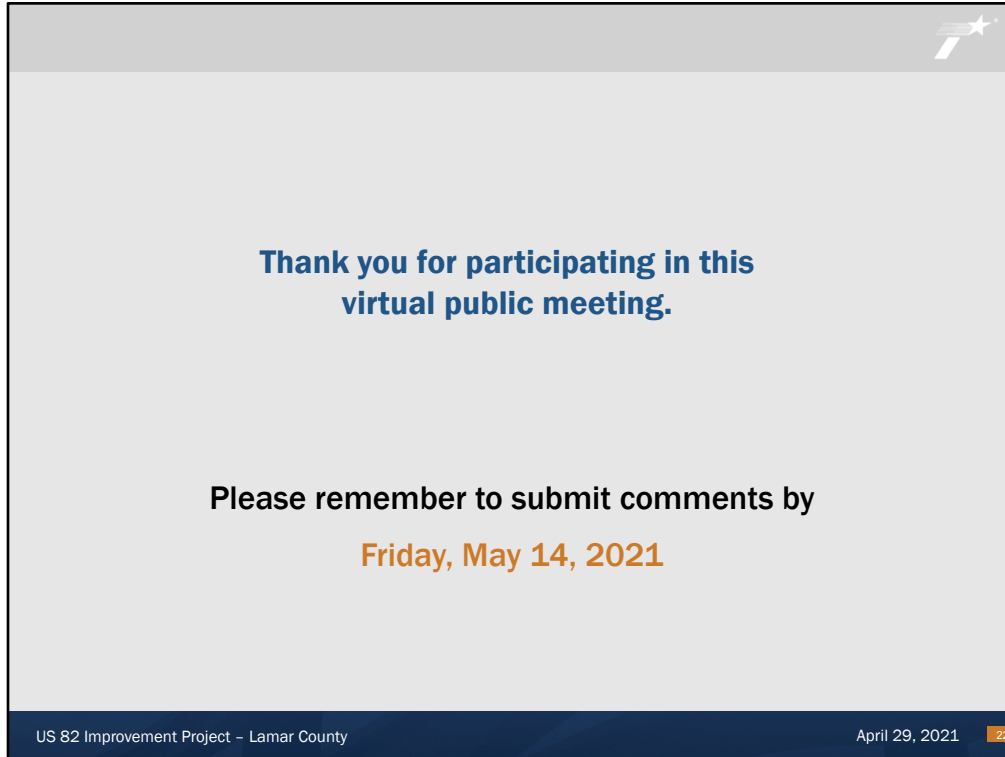 Thank you for participating in this
virtual public meeting.
Please remember to submit comments by
Friday, May 14, 2021
US 82 Improvement Project – Lamar County
April 29, 2021
22